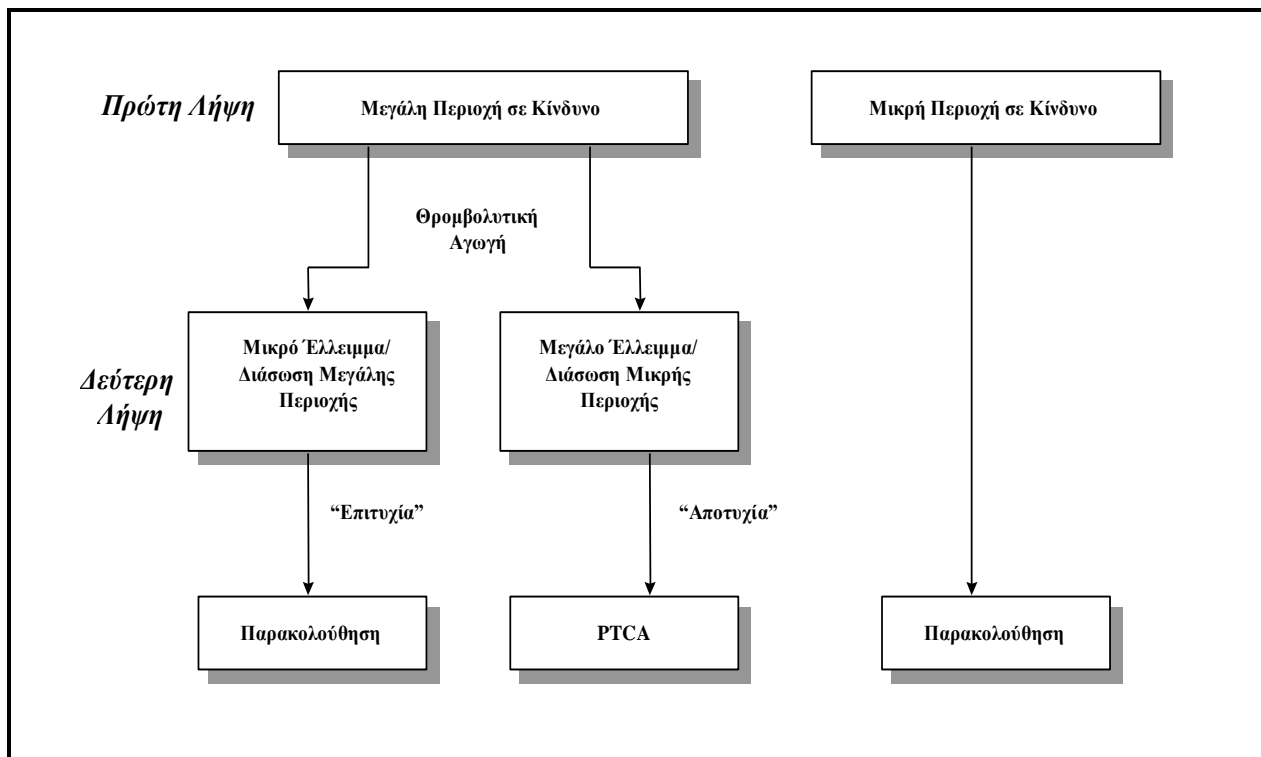 Πρώτη Λήψη
Μεγάλη Περιοχή σε Κίνδυνο
Μικρή Περιοχή σε Κίνδυνο
Θρομβολυτική
Αγωγή
Δεύτερη
Λήψη
Μικρό Έλλειμμα/
Διάσωση Μεγάλης
Περιοχής
Μεγάλο Έλλειμμα/
Διάσωση Μικρής
Περιοχής
“Επιτυχία”
“Αποτυχία”
Παρακολούθηση
PTCA
Παρακολούθηση